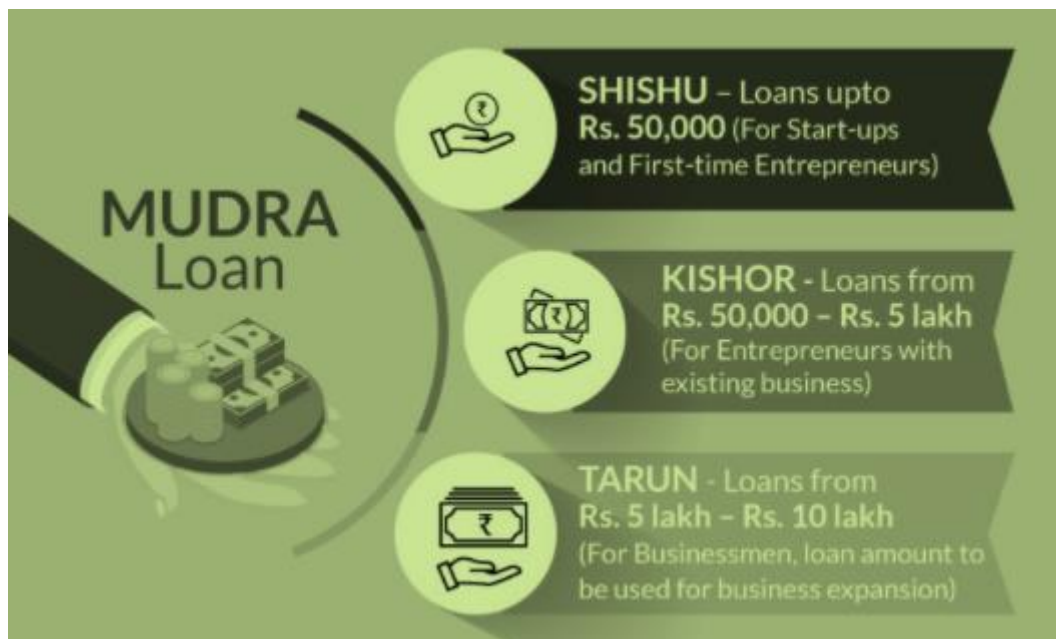 MUDRA
Loan
SHISHU – Loans upto
Rs. 50,000 (For Start-ups
and First-time Entrepreneurs)
KISHOR - Loans from
Rs. 50,000 – Rs. 5 lakh
(For Entrepreneurs with
existing business)
TARUN - Loans from
Rs. 5 lakh – Rs. 10 lakh
(For Businessmen, loan amount to
be used for business expansion)